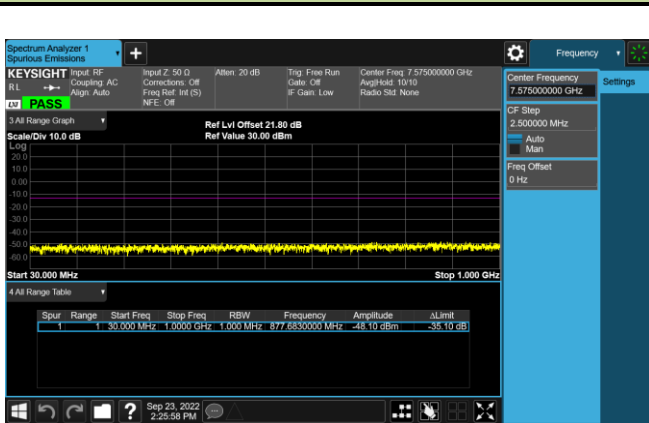 Spectrum Analyzer 1
Spurious Emissions
Frequency
KEYSIGHT
RL
PASS
Input: RF
Coupling: AC
Align: Auto
Input Z: 50 Ω
Corrections: Off
Freq Ref: Int (S)
NFE: Off
Atten: 20 dB
Trig: Free Run
Gate: Off
IF Gain: Low
Center Freq: 7.575000000 GHz
Avg|Hold: 10/10
Radio Std: None
Center Frequency
7.575000000 GHz
Settings
CF Step
2.500000 MHz
Auto
Man
Freq Offset
0 Hz
3 All Range Graph
Ref Lvl Offset 21.80 dB
Scale/Div 10.0 dB
Ref Value 30.00 dBm
Log
20.0
10.0
0.00
-10.0
-20.0
-30.0
-40.0
-50.0
-60.0
Start 30.000 MHz
Stop 1.000 GHz
4 All Range Table
Spur Range Start Freq Stop Freq RBW Frequency Amplitude ΔLimit
1 1 30.000 MHz 1.0000 GHz 1.000 MHz 877.6830000 MHz -48.10 dBm -35.10 dB
?
Sep 23, 2022
2:25:58 PM